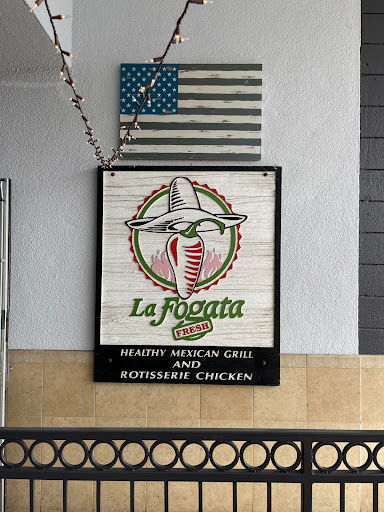 La Fogata
FRESH
HEALTHY MEXICAN GRILL
AND
ROTISSERIE CHICKEN